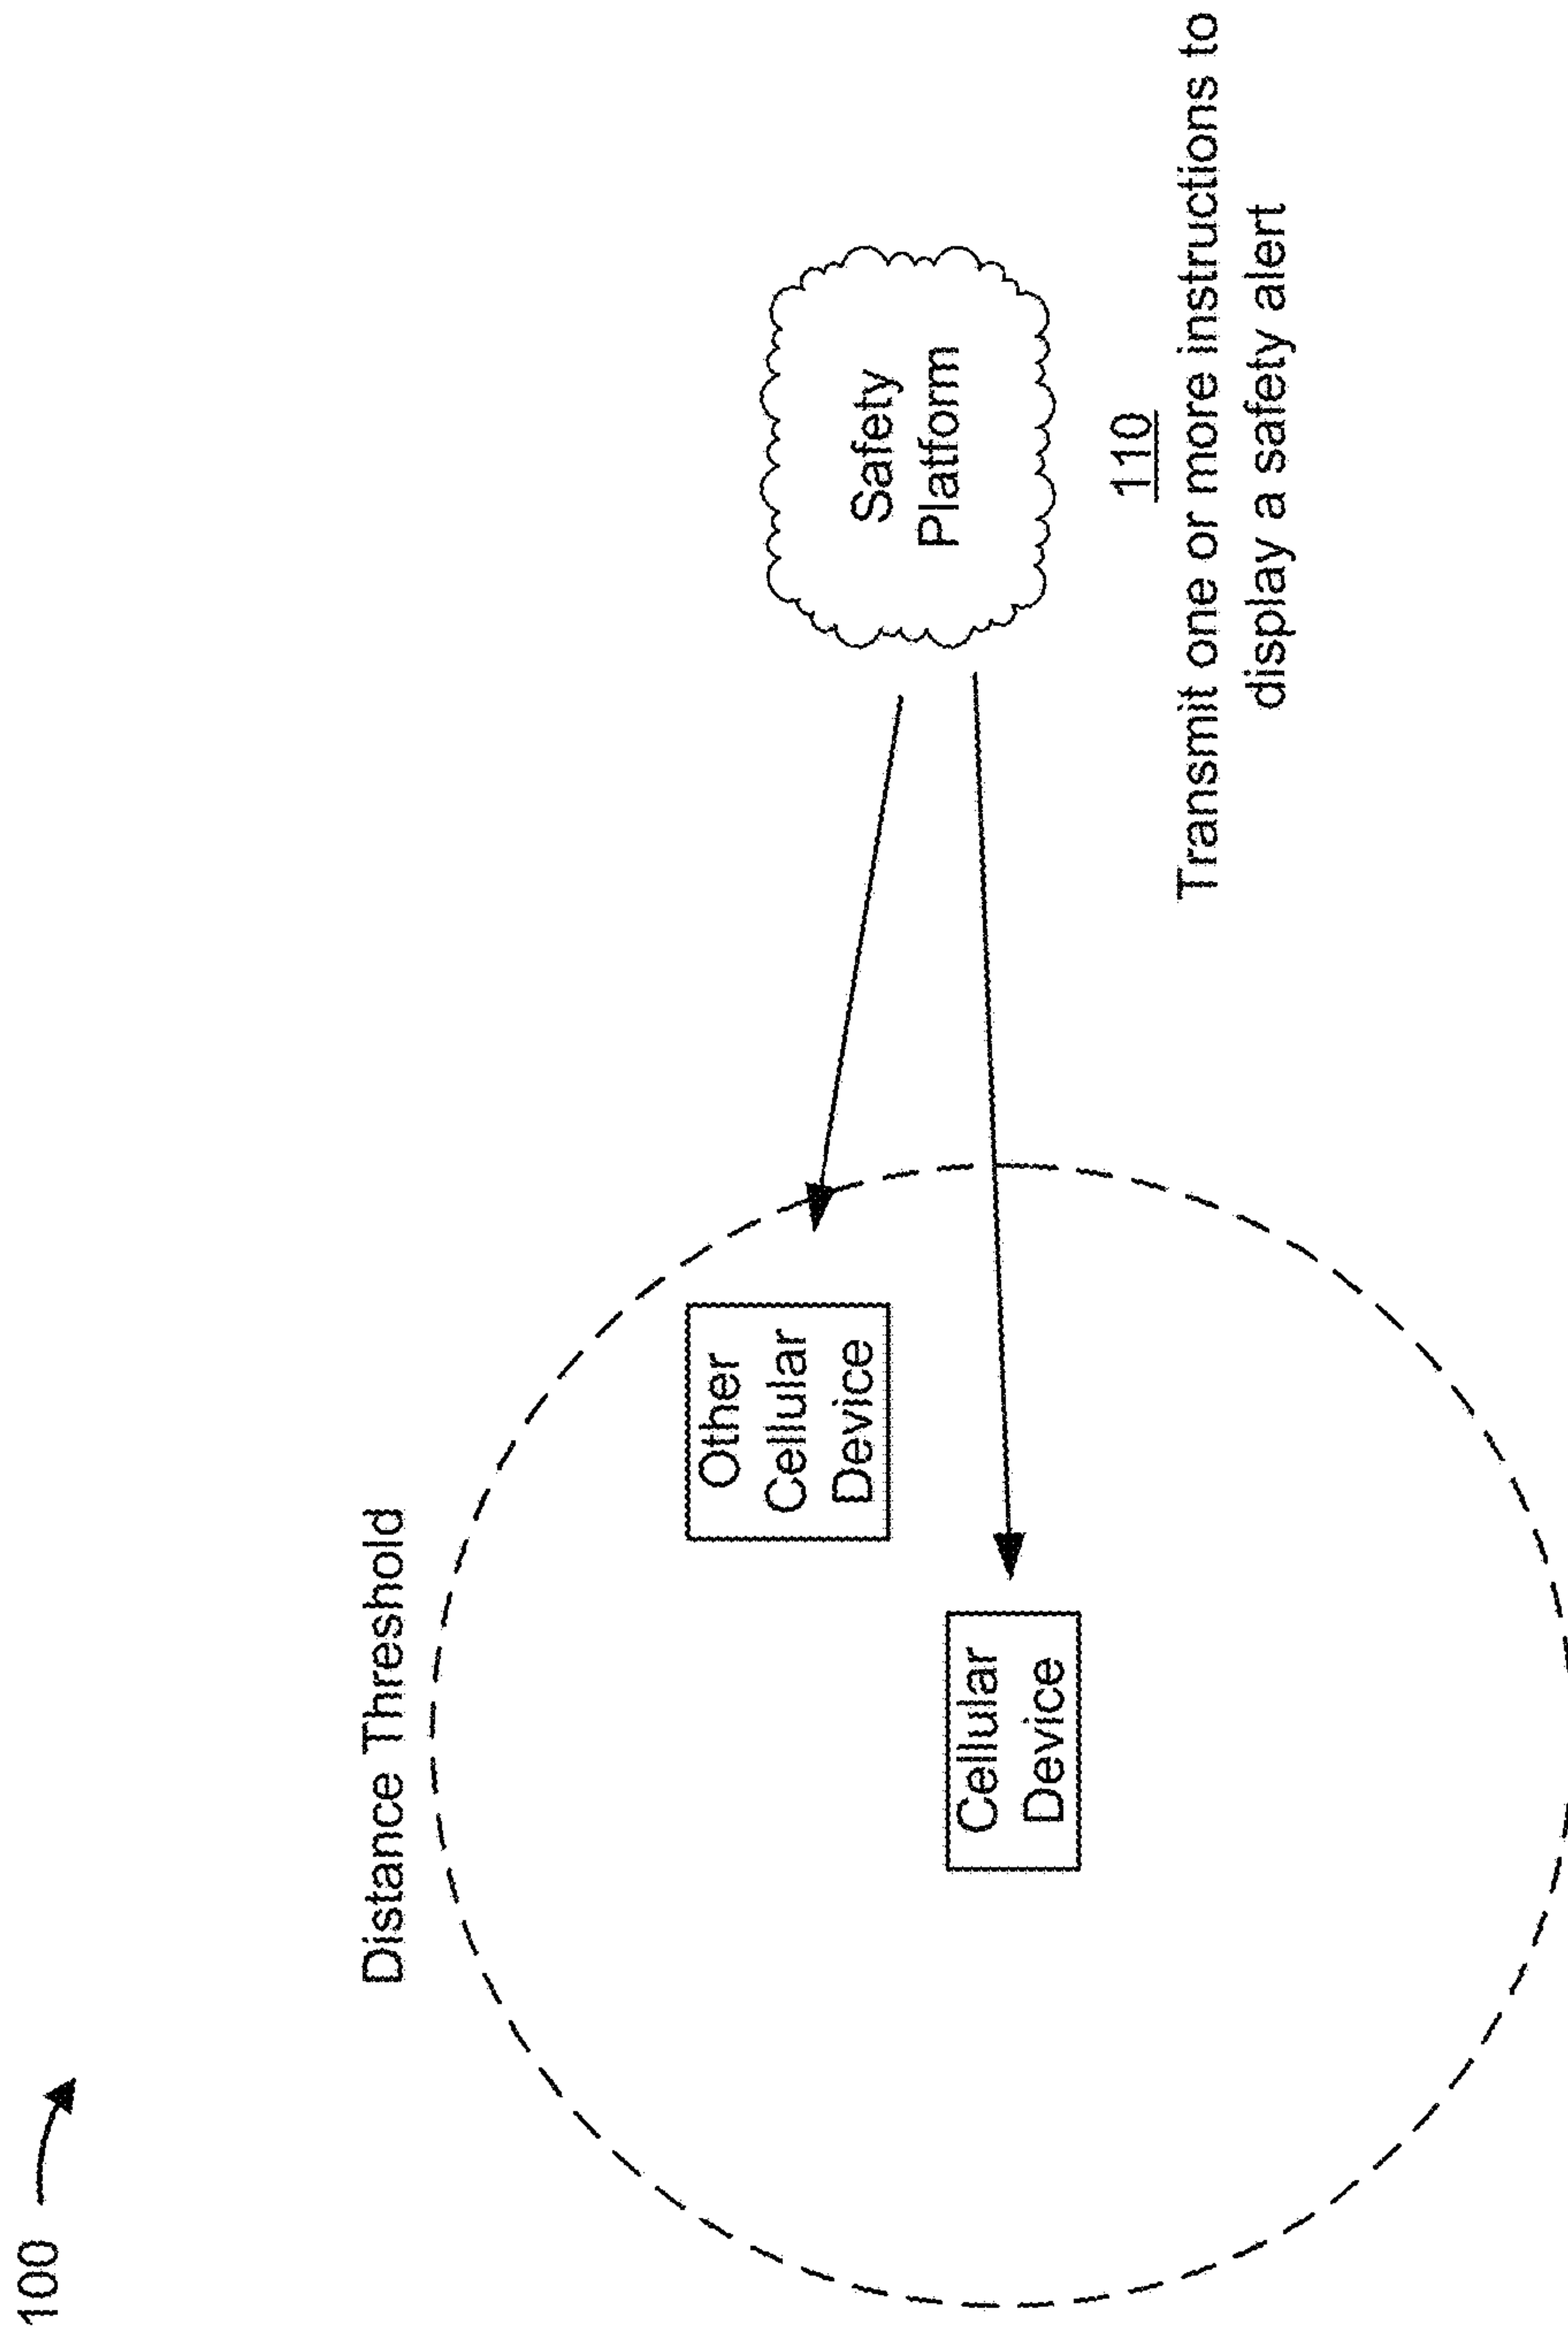 100
Distance Threshold
Other
Cellular
Device
Cellular
Device
Safety
Platform
110
Transmit one or more instructions to
display a safety alert